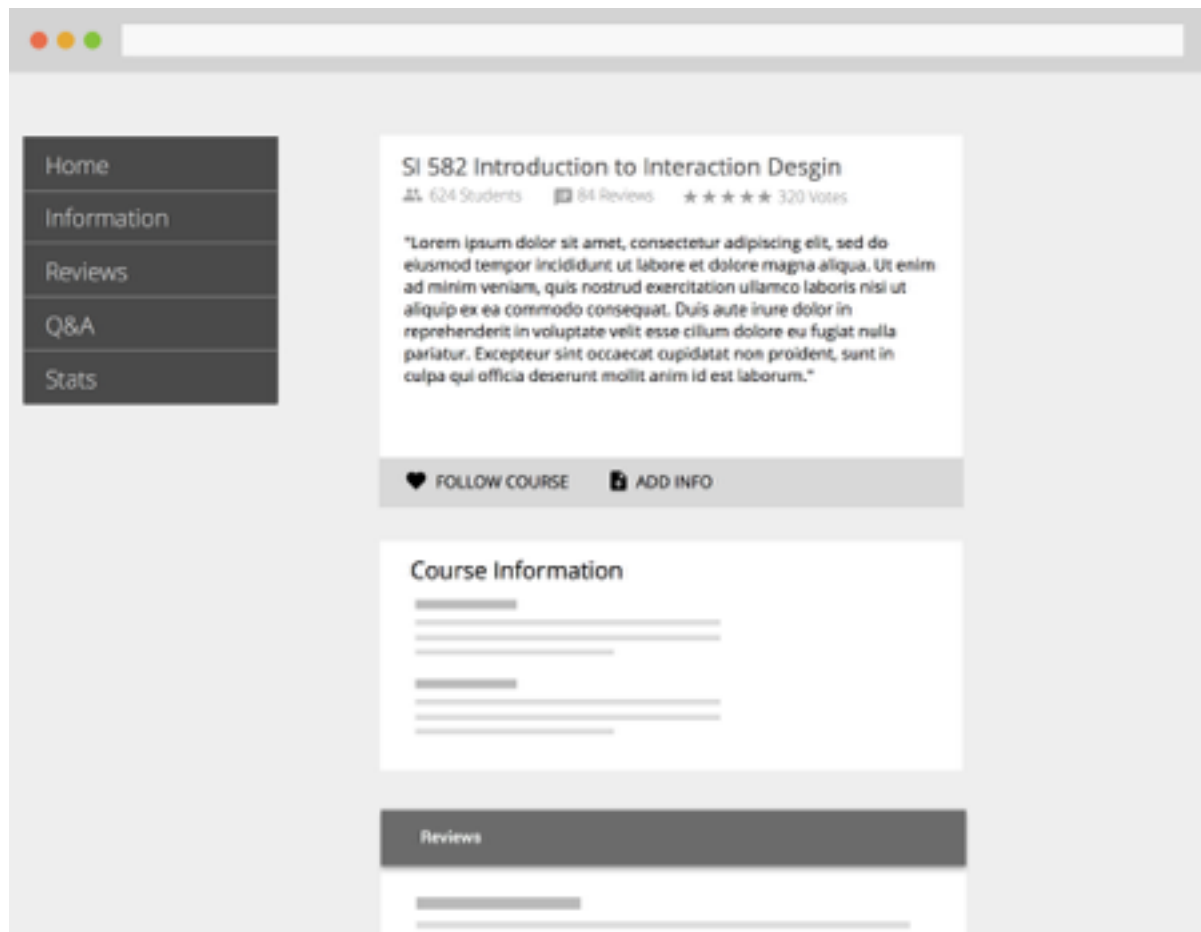 Home
Information
Reviews
Q&A
Stats
SI 582 Introduction to Interaction Desgin
624 Students 84 Reviews ★★★★★ 320 Votes
"Lorem ipsum dolor sit amet, consectetur adipiscing elit, sed do
eiusmod tempor incididunt ut labore et dolore magna aliqua. Ut enim
ad minim veniam, quis nostrud exercitation ullamco laboris nisi ut
aliquip ex ea commodo consequat. Duis aute irure dolor in
reprehenderit in voluptate velit esse cillum dolore eu fugiat nulla
pariatur. Excepteur sint occaecat cupidatat non proident, sunt in
culpa qui officia deserunt mollit anim id est laborum."
FOLLOW COURSE ADD INFO
Course Information
Reviews